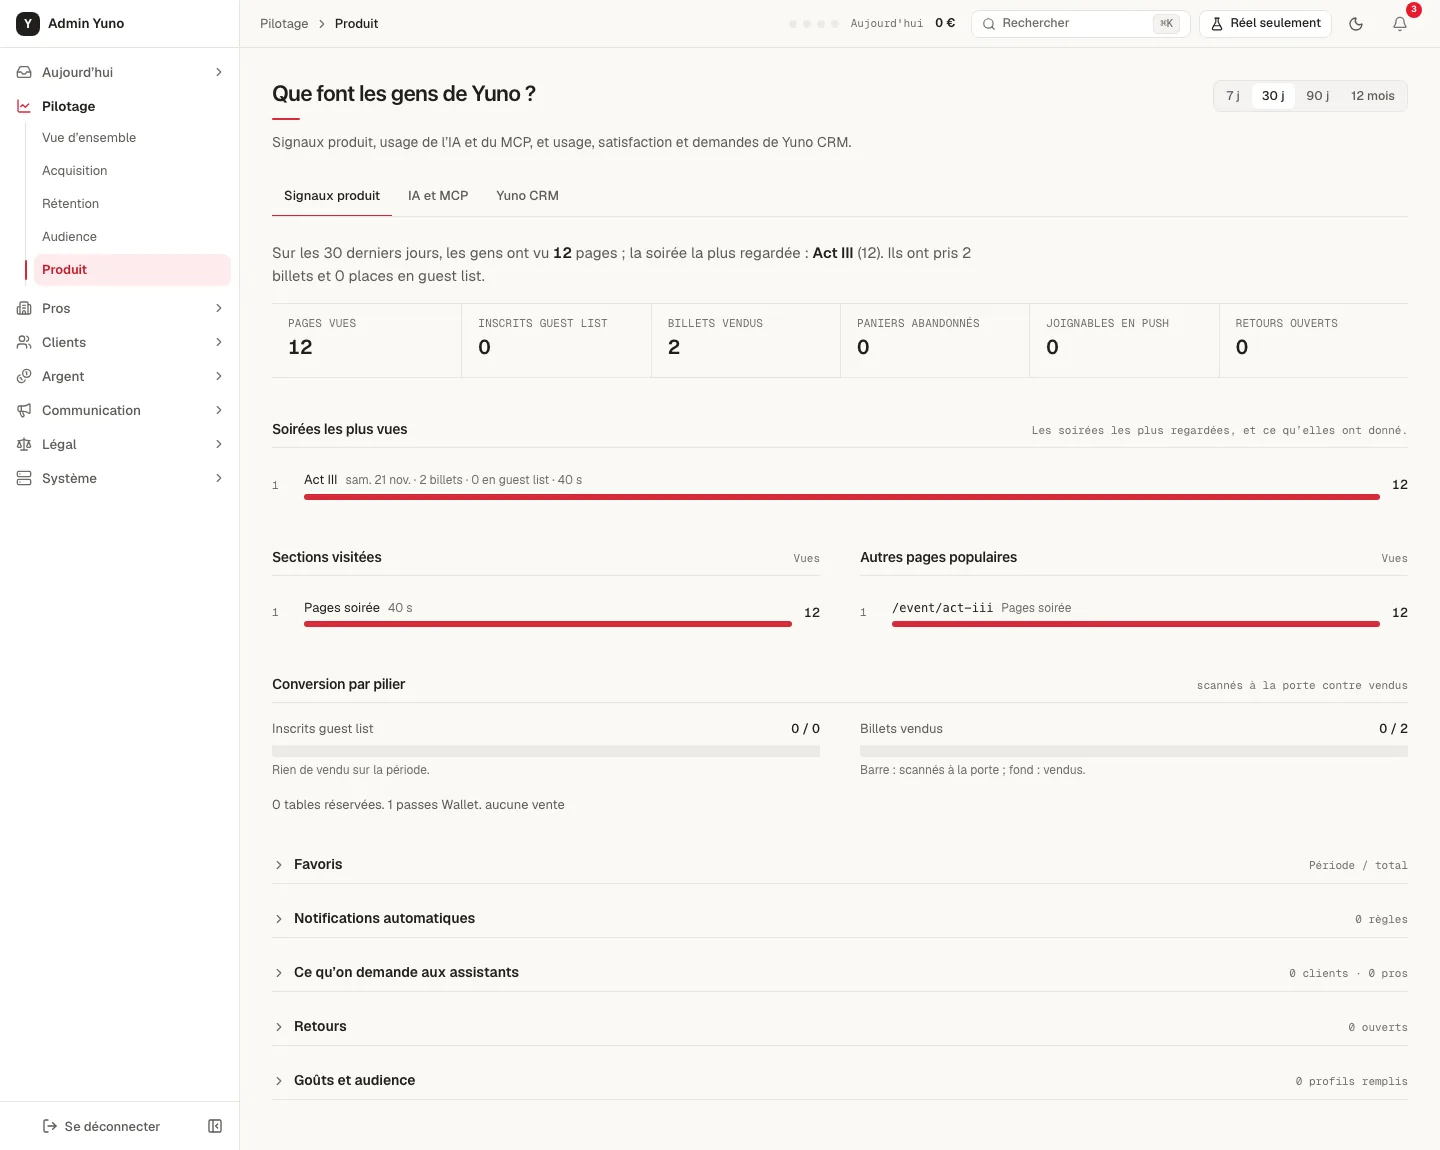 Y Admin Yuno
Pilotage > Produit
Aujourd'hui 0 €
Rechercher ⌘K
Réel seulement
3
Aujourd’hui
Pilotage
Vue d’ensemble
Acquisition
Rétention
Audience
Produit
Pros
Clients
Argent
Communication
Légal
Système
Se déconnecter
Que font les gens de Yuno ?
7 j 30 j 90 j 12 mois
Signaux produit, usage de l’IA et du MCP, et usage, satisfaction et demandes de Yuno CRM.
Signaux produit IA et MCP Yuno CRM
Sur les 30 derniers jours, les gens ont vu 12 pages ; la soirée la plus regardée : Act III (12). Ils ont pris 2
billets et 0 places en guest list.
PAGES VUES
12
INSCRITS GUEST LIST
0
BILLETS VENDUS
2
PANIERS ABANDONNÉS
0
JOIGNABLES EN PUSH
0
RETOURS OUVERTS
0
Soirées les plus vues
Les soirées les plus regardées, et ce qu’elles ont donné.
1 Act III sam. 21 nov. · 2 billets · 0 en guest list · 40 s 12
Sections visitées Vues
1 Pages soirée 40 s 12
Autres pages populaires Vues
1 /event/act-iii Pages soirée 12
Conversion par pilier
scannés à la porte contre vendus
Inscrits guest list 0 / 0
Rien de vendu sur la période.
Billets vendus 0 / 2
Barre : scannés à la porte ; fond : vendus.
0 tables réservées. 1 passes Wallet. aucune vente
Favoris Période / total
Notifications automatiques 0 règles
Ce qu’on demande aux assistants 0 clients · 0 pros
Retours 0 ouverts
Goûts et audience 0 profils remplis